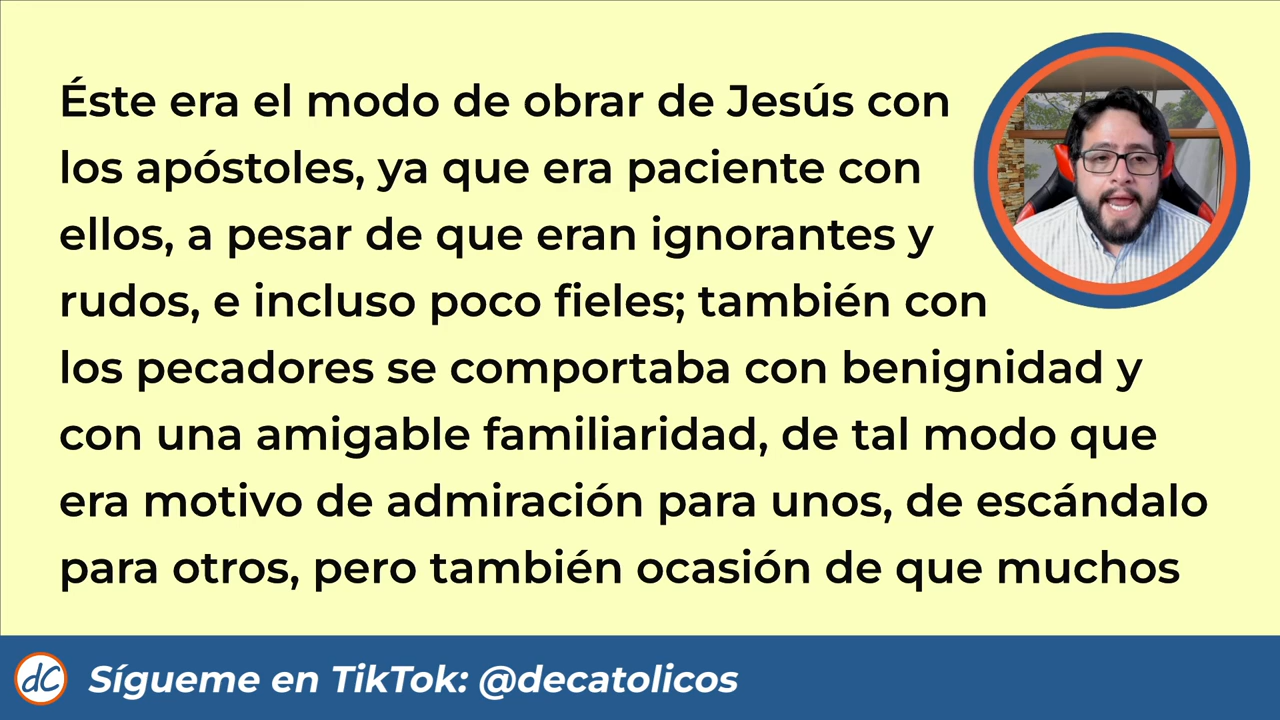 Éste era el modo de obrar de Jesús con
los apóstoles, ya que era paciente con
ellos, a pesar de que eran ignorantes y
rudos, e incluso poco fieles; también con
los pecadores se comportaba con benignidad y
con una amigable familiaridad, de tal modo que
era motivo de admiración para unos, de escándalo
para otros, pero también ocasión de que muchos
dC Sígueme en TikTok: @decatolicos